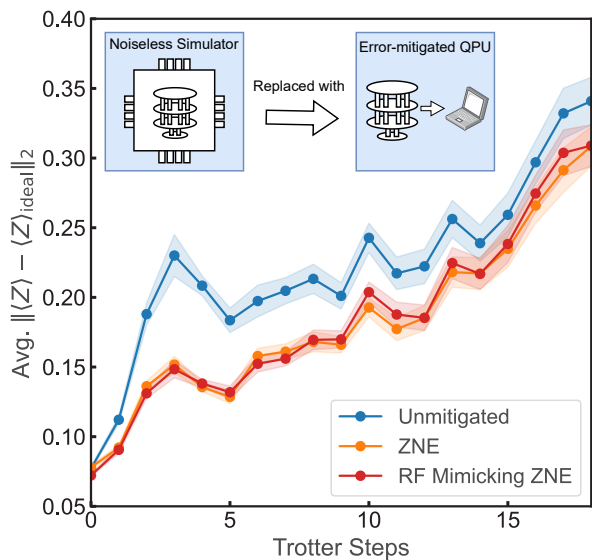 Noiseless Simulator
Replaced with
Error-mitigated QPU
Avg. ‖⟨Z⟩ − ⟨Z⟩ideal‖2
0.40
0.35
0.30
0.25
0.20
0.15
0.10
0.05
Unmitigated
ZNE
RF Mimicking ZNE
0 5 10 15
Trotter Steps